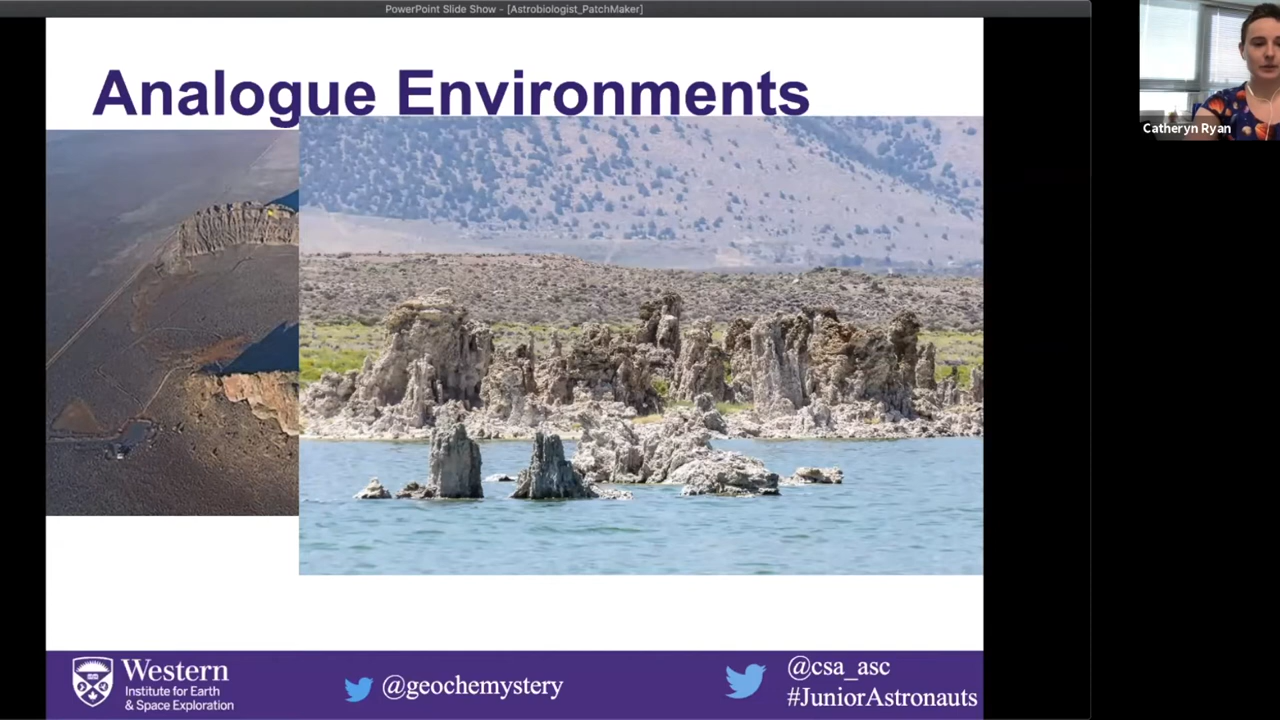 PowerPoint Slide Show - [Astrobiologist_PatchMaker]
Analogue Environments
Catheryn Ryan
Western
Institute for Earth
& Space Exploration
@geochemystery
@csa_asc
#JuniorAstronauts